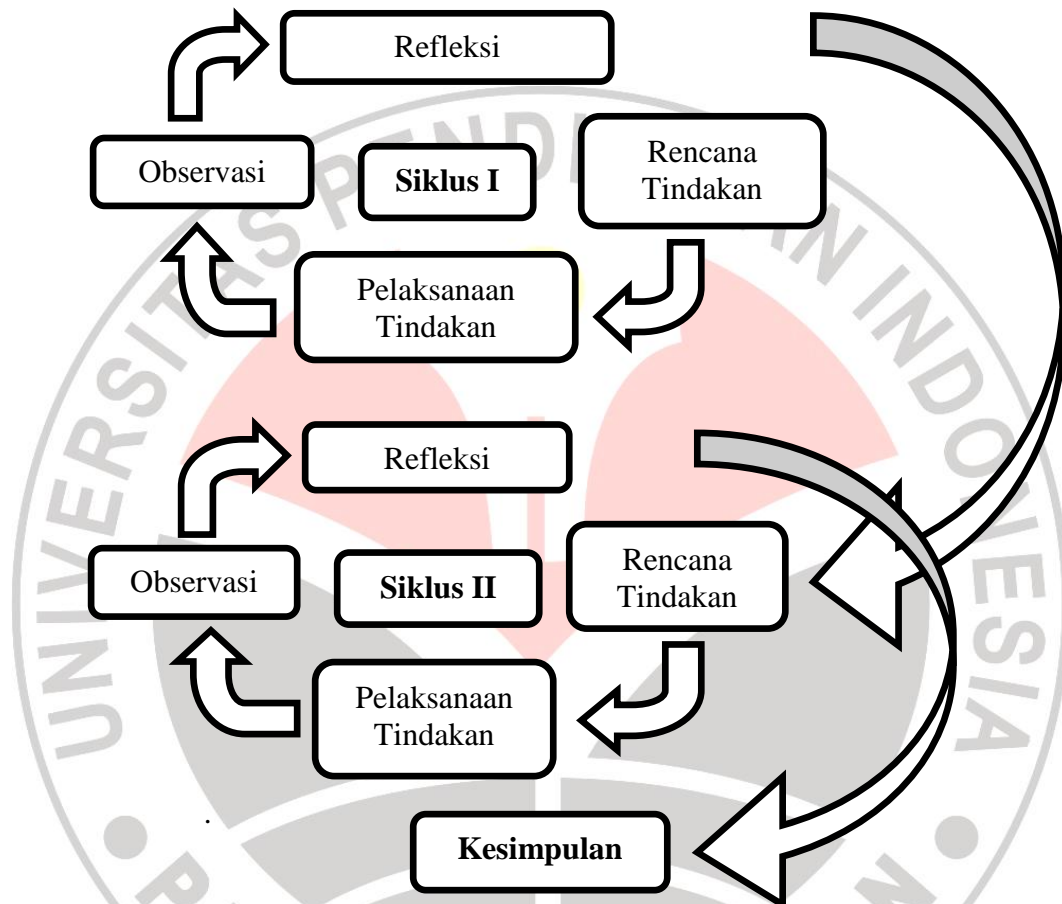 Refleksi
Observasi
Siklus I
Rencana
Tindakan
Pelaksanaan
Tindakan
Refleksi
Observasi
Siklus II
Rencana
Tindakan
Pelaksanaan
Tindakan
.
Kesimpulan